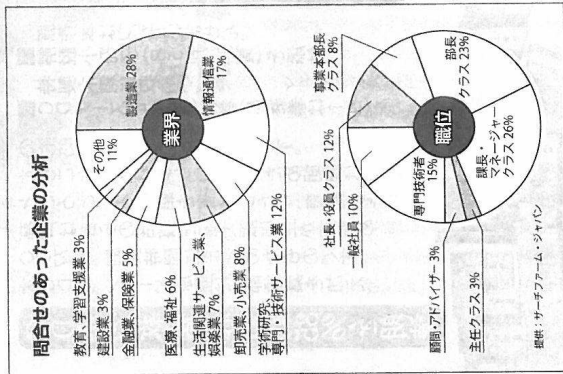 問合せのあった企業の分析
業界
製造業 28%
情報通信業
17%
学術研究、
専門・技術サービス業 12%
卸売業、小売業 8%
生活関連サービス業、
娯楽業 7%
医療、福祉 6%
金融業、保険業 5%
建設業 3%
教育、学習支援業 3%
その他
11%
職位
事業本部長
クラス 8%
部長
クラス 23%
課長・
マネージャー
クラス 26%
主任クラス 3%
顧問・アドバイザー 3%
専門技術者
15%
一般社員 10%
社長・役員クラス 12%
提供：サーチファーム・ジャパン